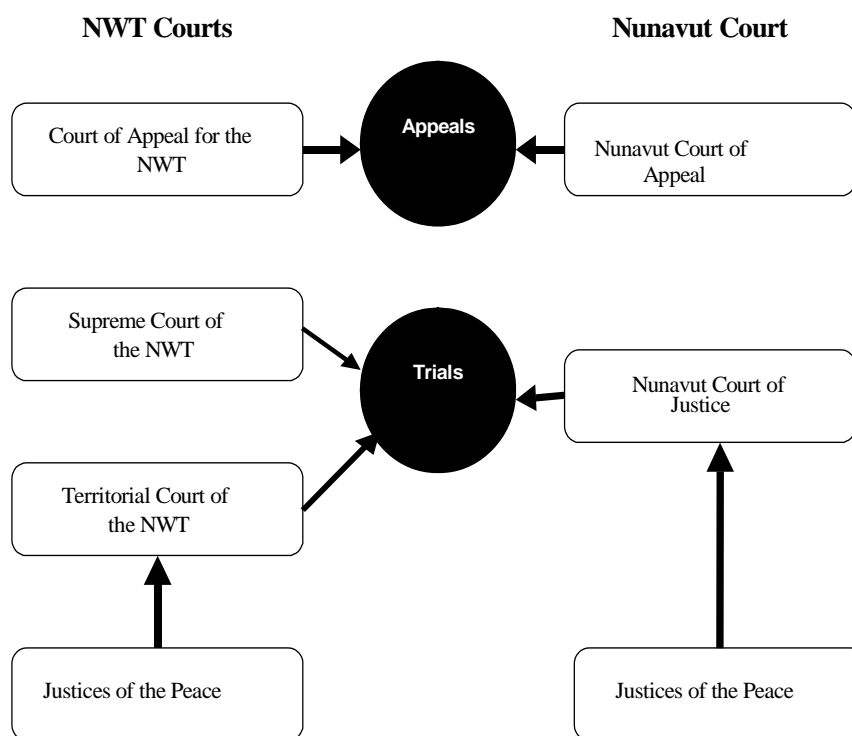 NWT Courts
Nunavut Court
Court of Appeal for the
NWT
Appeals
Nunavut Court of
Appeal
Supreme Court of
the NWT
Trials
Nunavut Court of
Justice
Territorial Court of
the NWT
Justices of the Peace
Justices of the Peace